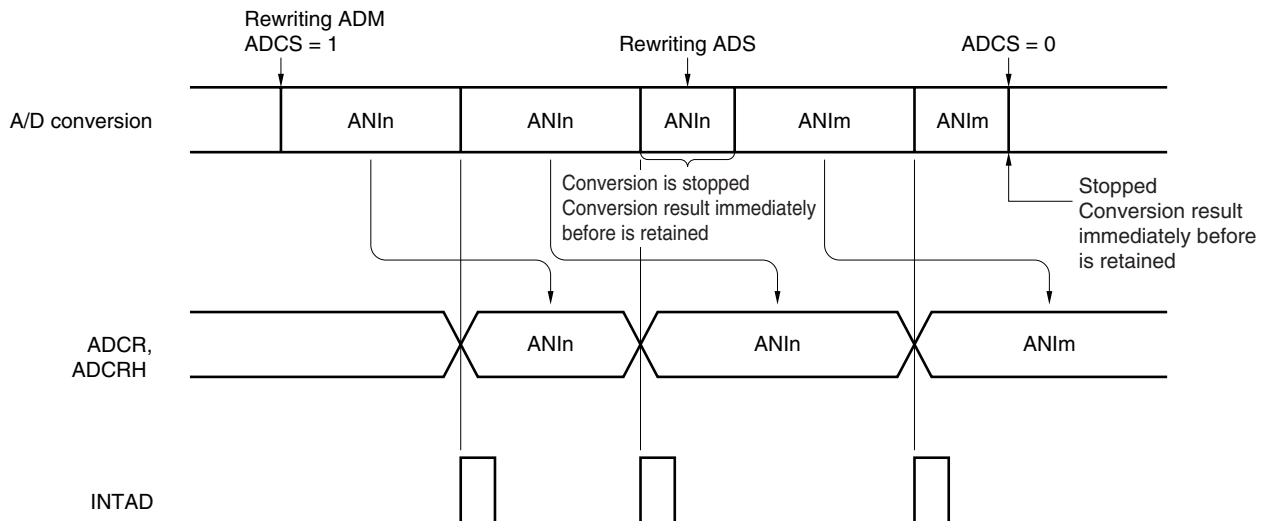 Rewriting ADM
ADCS = 1
Rewriting ADS
ADCS = 0
A/D conversion
ANIn
ANIn
ANIn
ANIm
ANIm
Conversion is stopped
Conversion result immediately
before is retained
Stopped
Conversion result
immediately before
is retained
ADCR,
ADCRH
ANIn
ANIn
ANIm
INTAD